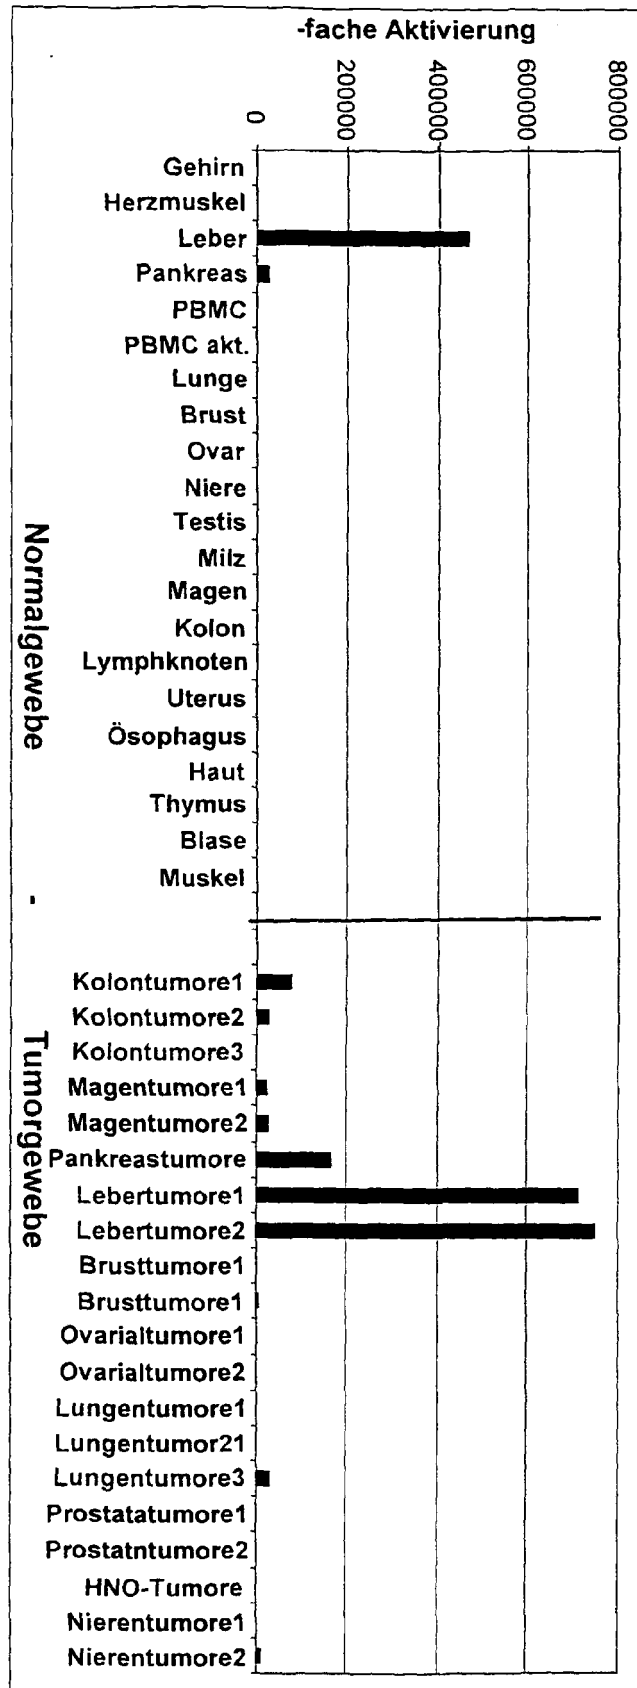 -fache Aktivierung
0
200000
400000
600000
800000
Gehirn
Herzmuskel
Leber
Pankreas
PBMC
PBMC akt.
Lunge
Brust
Ovar
Niere
Testis
Milz
Magen
Kolon
Lymphknoten
Uterus
Ösophagus
Haut
Thymus
Blase
Muskel
Kolontumore1
Kolontumore2
Kolontumore3
Magentumore1
Magentumore2
Pankreastumore
Lebertumore1
Lebertumore2
Brusttumore1
Brusttumore1
Ovarialtumore1
Ovarialtumore2
Lungentumore1
Lungentumor21
Lungentumore3
Prostatatumore1
Prostatntumore2
HNO-Tumore
Nierentumore1
Nierentumore2
Normalgewebe - Tumorgewebe